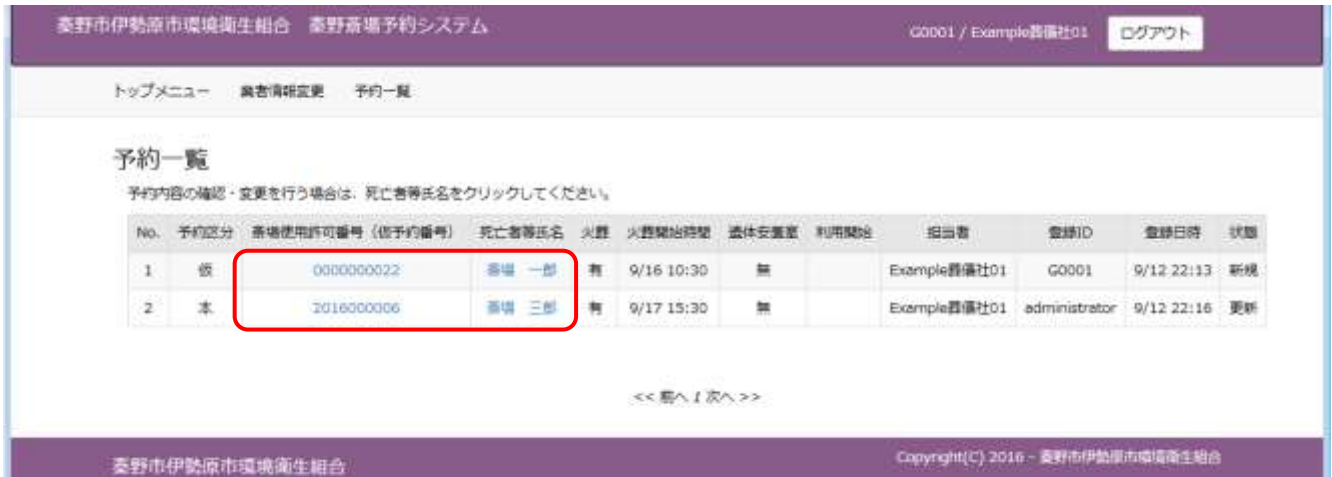 秦野市伊勢原市環境衛生組合　秦野斎場予約システム
G0001 / Example葬儀社01　ログアウト
トップメニュー　業者情報変更　予約一覧
予約一覧
予約内容の確認・変更を行う場合は、死亡者等氏名をクリックしてください。
No.　予約区分　斎場使用許可番号（仮予約番号）　死亡者等氏名　火葬　火葬開始時間　遺体安置室　利用開始　担当者　登録ID　登録日時　状態
1　仮　0000000022　斎場　一郎　有　9/16 10:30　無　Example葬儀社01　G0001　9/12 22:13　新規
2　本　2016000006　斎場　三郎　有　9/17 15:30　無　Example葬儀社01　administrator　9/12 22:16　更新
<< 前へ 1 次へ >>
秦野市伊勢原市環境衛生組合　Copyright(C) 2016 - 秦野市伊勢原市環境衛生組合